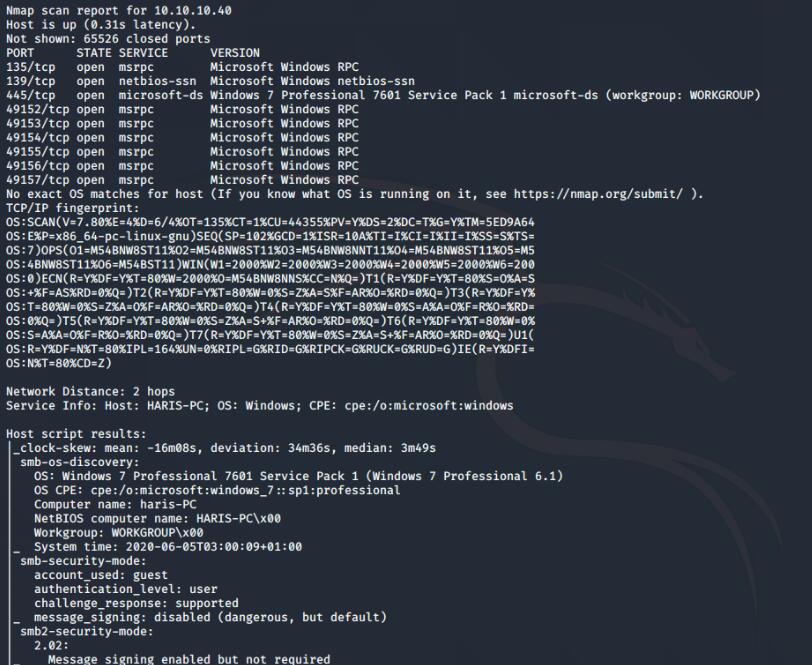 Nmap scan report for 10.10.10.40
Host is up (0.31s latency).
Not shown: 65526 closed ports
PORT      STATE SERVICE      VERSION
135/tcp   open  msrpc        Microsoft Windows RPC
139/tcp   open  netbios-ssn  Microsoft Windows netbios-ssn
445/tcp   open  microsoft-ds Windows 7 Professional 7601 Service Pack 1 microsoft-ds (workgroup: WORKGROUP)
49152/tcp open  msrpc        Microsoft Windows RPC
49153/tcp open  msrpc        Microsoft Windows RPC
49154/tcp open  msrpc        Microsoft Windows RPC
49155/tcp open  msrpc        Microsoft Windows RPC
49156/tcp open  msrpc        Microsoft Windows RPC
49157/tcp open  msrpc        Microsoft Windows RPC
No exact OS matches for host (If you know what OS is running on it, see https://nmap.org/submit/ ).
TCP/IP fingerprint:
OS:SCAN(V=7.80%E=4%D=6/4%OT=135%CT=1%CU=44355%PV=Y%DS=2%DC=T%G=Y%TM=5ED9A64
OS:E%P=x86_64-pc-linux-gnu)SEQ(SP=102%GCD=1%ISR=10A%TI=I%CI=I%II=I%SS=S%TS=
OS:7)OPS(O1=M54BNW8ST11%O2=M54BNW8ST11%O3=M54BNW8NNT11%O4=M54BNW8ST11%O5=M5
OS:4BNW8ST11%O6=M54BST11)WIN(W1=2000%W2=2000%W3=2000%W4=2000%W5=2000%W6=200
OS:0)ECN(R=Y%DF=Y%T=80%W=2000%O=M54BNW8NNS%CC=N%Q=)T1(R=Y%DF=Y%T=80%S=O%A=S
OS:+%F=AS%RD=0%Q=)T2(R=Y%DF=Y%T=80%W=0%S=Z%A=S%F=AR%O=%RD=0%Q=)T3(R=Y%DF=Y%
OS:T=80%W=0%S=Z%A=O%F=AR%O=%RD=0%Q=)T4(R=Y%DF=Y%T=80%W=0%S=A%A=O%F=R%O=%RD=
OS:0%Q=)T5(R=Y%DF=Y%T=80%W=0%S=Z%A=S+%F=AR%O=%RD=0%Q=)T6(R=Y%DF=Y%T=80%W=0%
OS:S=A%A=O%F=R%O=%RD=0%Q=)T7(R=Y%DF=Y%T=80%W=0%S=Z%A=S+%F=AR%O=%RD=0%Q=)U1(
OS:R=Y%DF=N%T=80%IPL=164%UN=0%RIPL=G%RID=G%RIPCK=G%RUCK=G%RUD=G)IE(R=Y%DFI=
OS:N%T=80%CD=Z)
Network Distance: 2 hops
Service Info: Host: HARIS-PC; OS: Windows; CPE: cpe:/o:microsoft:windows
Host script results:
|_clock-skew: mean: -16m08s, deviation: 34m36s, median: 3m49s
| smb-os-discovery:
|   OS: Windows 7 Professional 7601 Service Pack 1 (Windows 7 Professional 6.1)
|   OS CPE: cpe:/o:microsoft:windows_7::sp1:professional
|   Computer name: haris-PC
|   NetBIOS computer name: HARIS-PC\x00
|   Workgroup: WORKGROUP\x00
|_  System time: 2020-06-05T03:00:09+01:00
| smb-security-mode:
|   account_used: guest
|   authentication_level: user
|   challenge_response: supported
|_  message_signing: disabled (dangerous, but default)
| smb2-security-mode:
|   2.02:
|_    Message signing enabled but not required